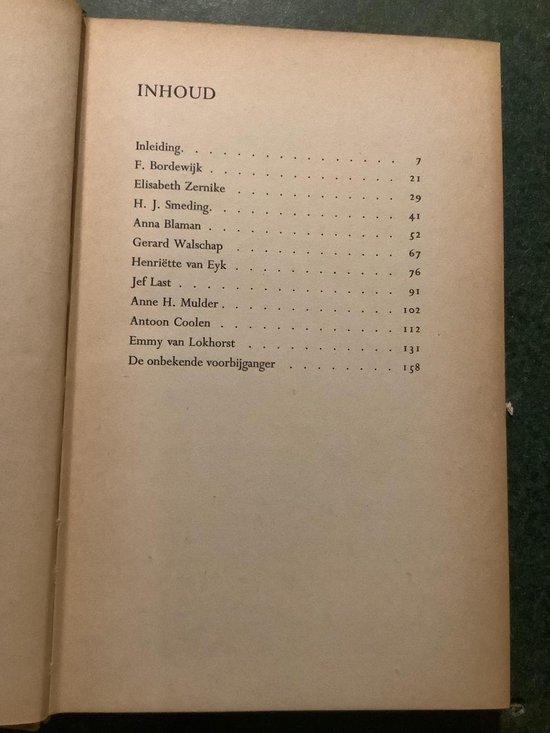 INHOUD
Inleiding. . . . . . . . . . . . . . . 7
F. Bordewijk . . . . . . . . . . . . . 21
Elisabeth Zernike . . . . . . . . . . . 29
H. J. Smeding. . . . . . . . . . . . . 41
Anna Blaman . . . . . . . . . . . . . 52
Gerard Walschap . . . . . . . . . . . 67
Henriëtte van Eyk . . . . . . . . . . . 76
Jef Last . . . . . . . . . . . . . . . 91
Anne H. Mulder . . . . . . . . . . . . 102
Antoon Coolen . . . . . . . . . . . . 112
Emmy van Lokhorst . . . . . . . . . . 131
De onbekende voorbijganger . . . . . . . 158